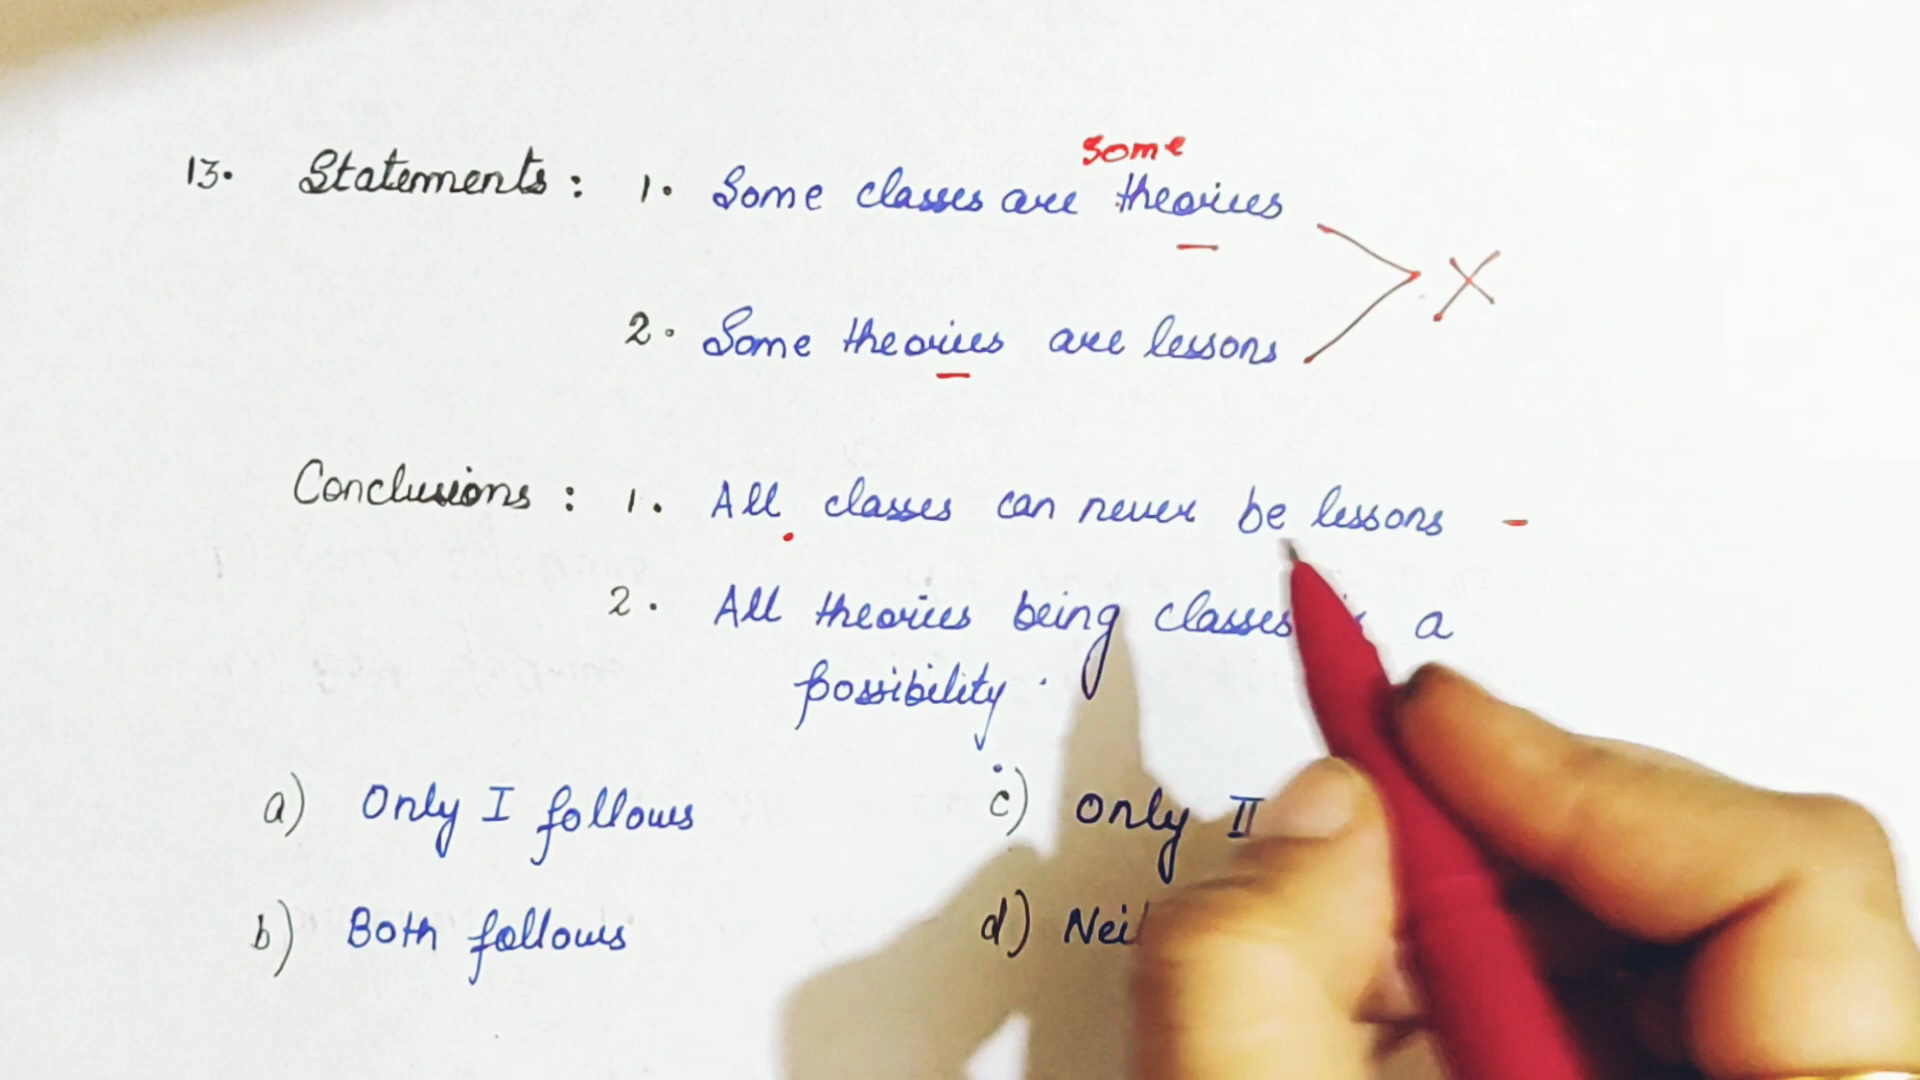 some
13. Statements : 1. Some classes are theories
2. Some theories are lessons
Conclusions : 1. All classes can never be lessons
2. All theories being classes a
possibility.
a) Only I follows
c) Only II
b) Both follows
d)